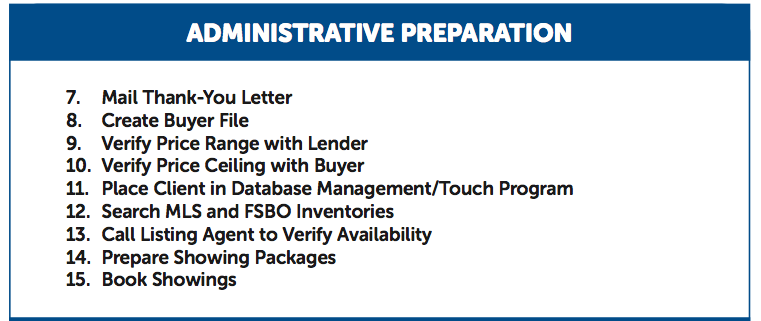 ADMINISTRATIVE PREPARATION
7. Mail Thank-You Letter
8. Create Buyer File
9. Verify Price Range with Lender
10. Verify Price Ceiling with Buyer
11. Place Client in Database Management/Touch Program
12. Search MLS and FSBO Inventories
13. Call Listing Agent to Verify Availability
14. Prepare Showing Packages
15. Book Showings